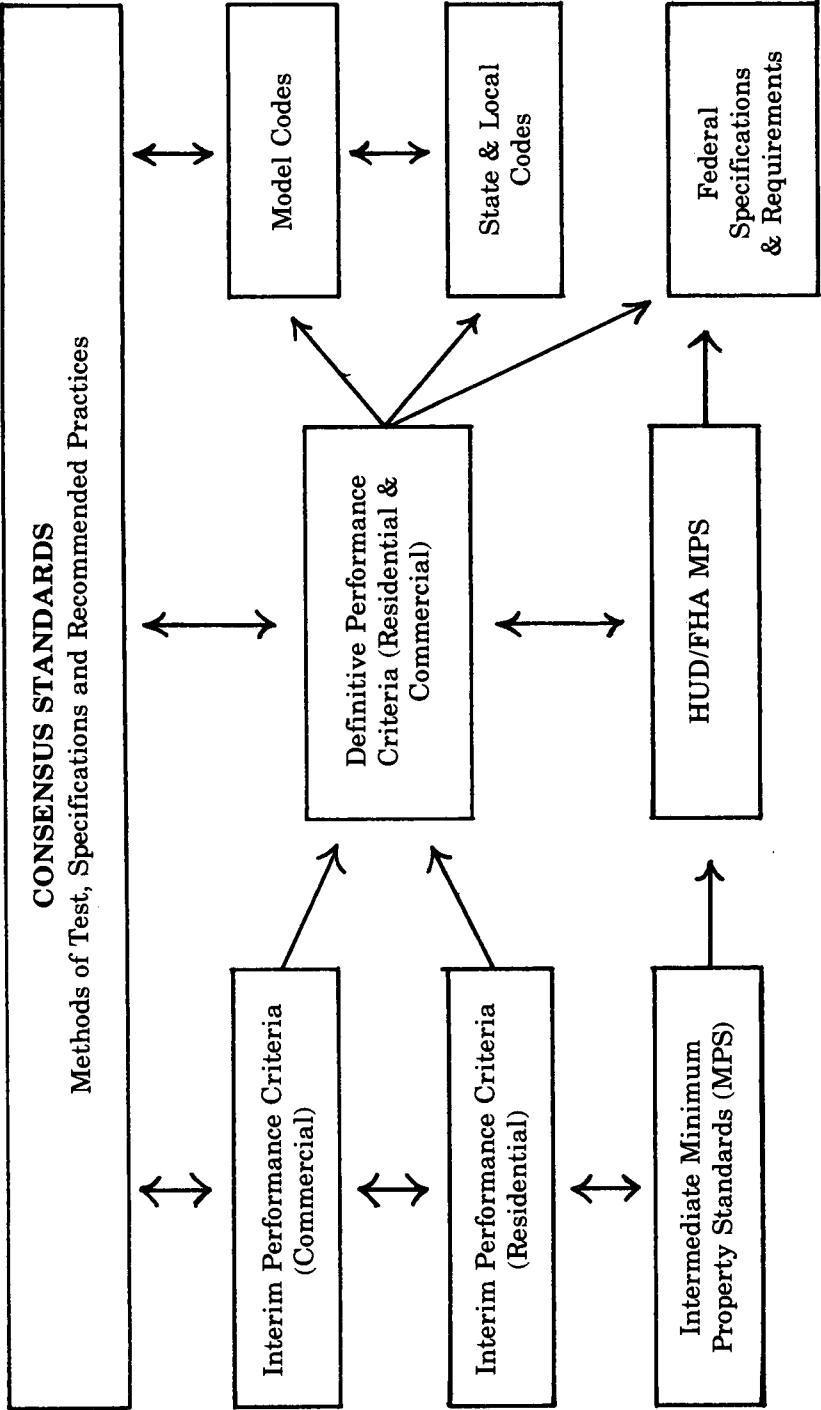 CONSENSUS STANDARDS
Methods of Test, Specifications and Recommended Practices
Interim Performance Criteria
(Commercial)
Interim Performance Criteria
(Residential)
Intermediate Minimum
Property Standards (MPS)
Definitive Performance
Criteria (Residential &
Commercial)
HUD/FHA MPS
Model Codes
State & Local
Codes
Federal
Specifications
& Requirements